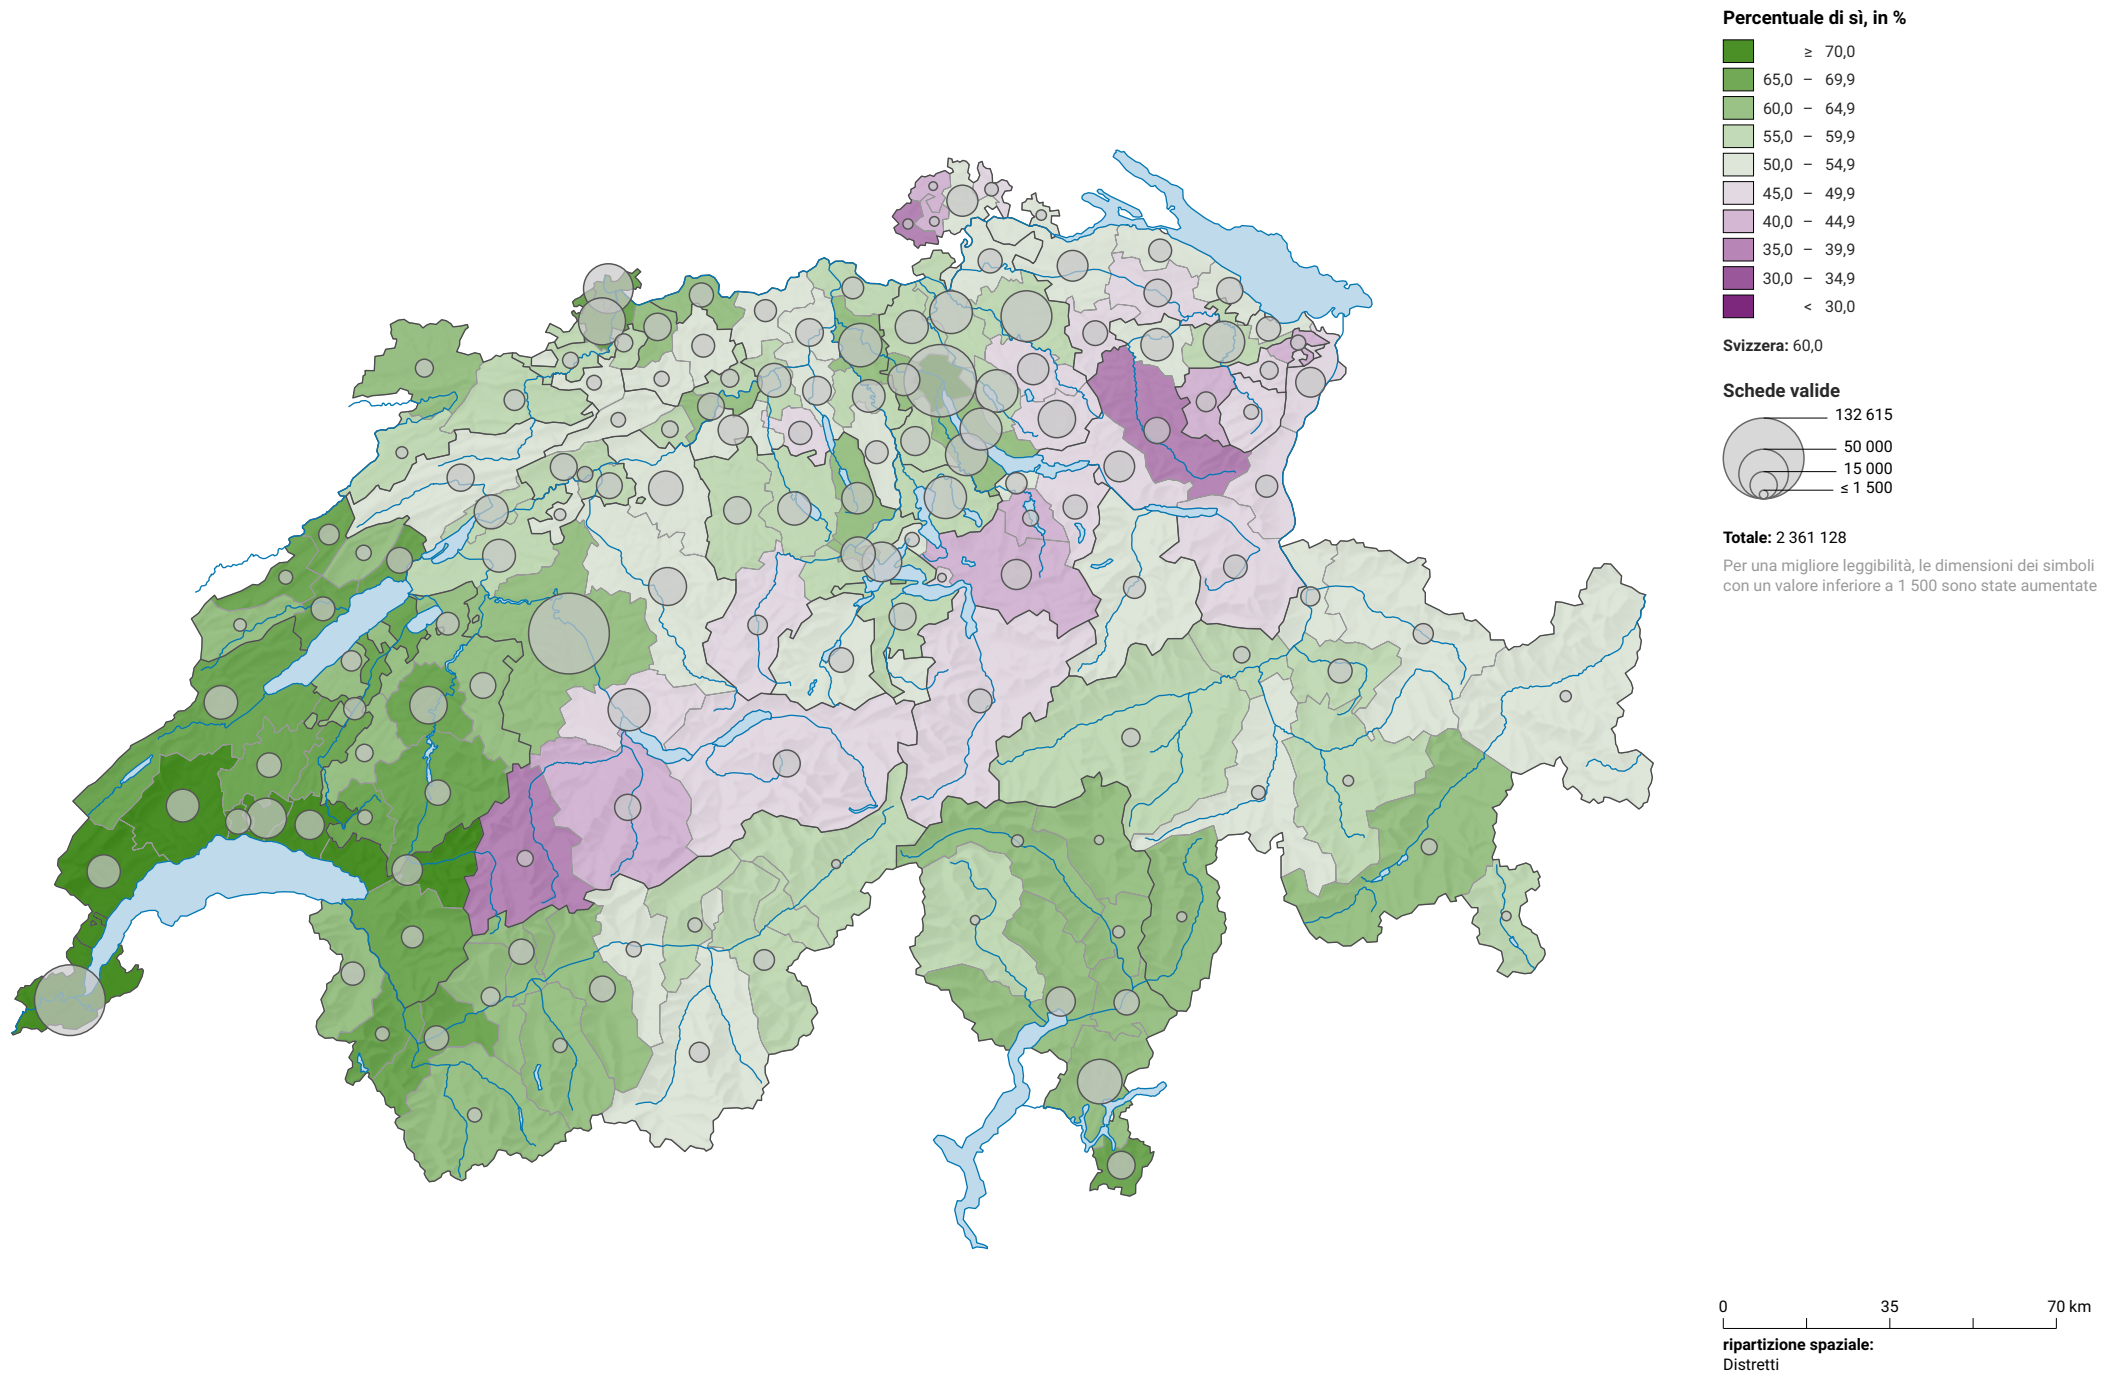 Percentuale di sì, in %
≥ 70,0
65,0 – 69,9
60,0 – 64,9
55,0 – 59,9
50,0 – 54,9
45,0 – 49,9
40,0 – 44,9
35,0 – 39,9
30,0 – 34,9
< 30,0
Svizzera: 60,0
Schede valide
132 615
50 000
15 000
≤ 1 500
Totale: 2 361 128
Per una migliore leggibilità, le dimensioni dei simboli
con un valore inferiore a 1 500 sono state aumentate
0 35 70 km
ripartizione spaziale:
Distretti